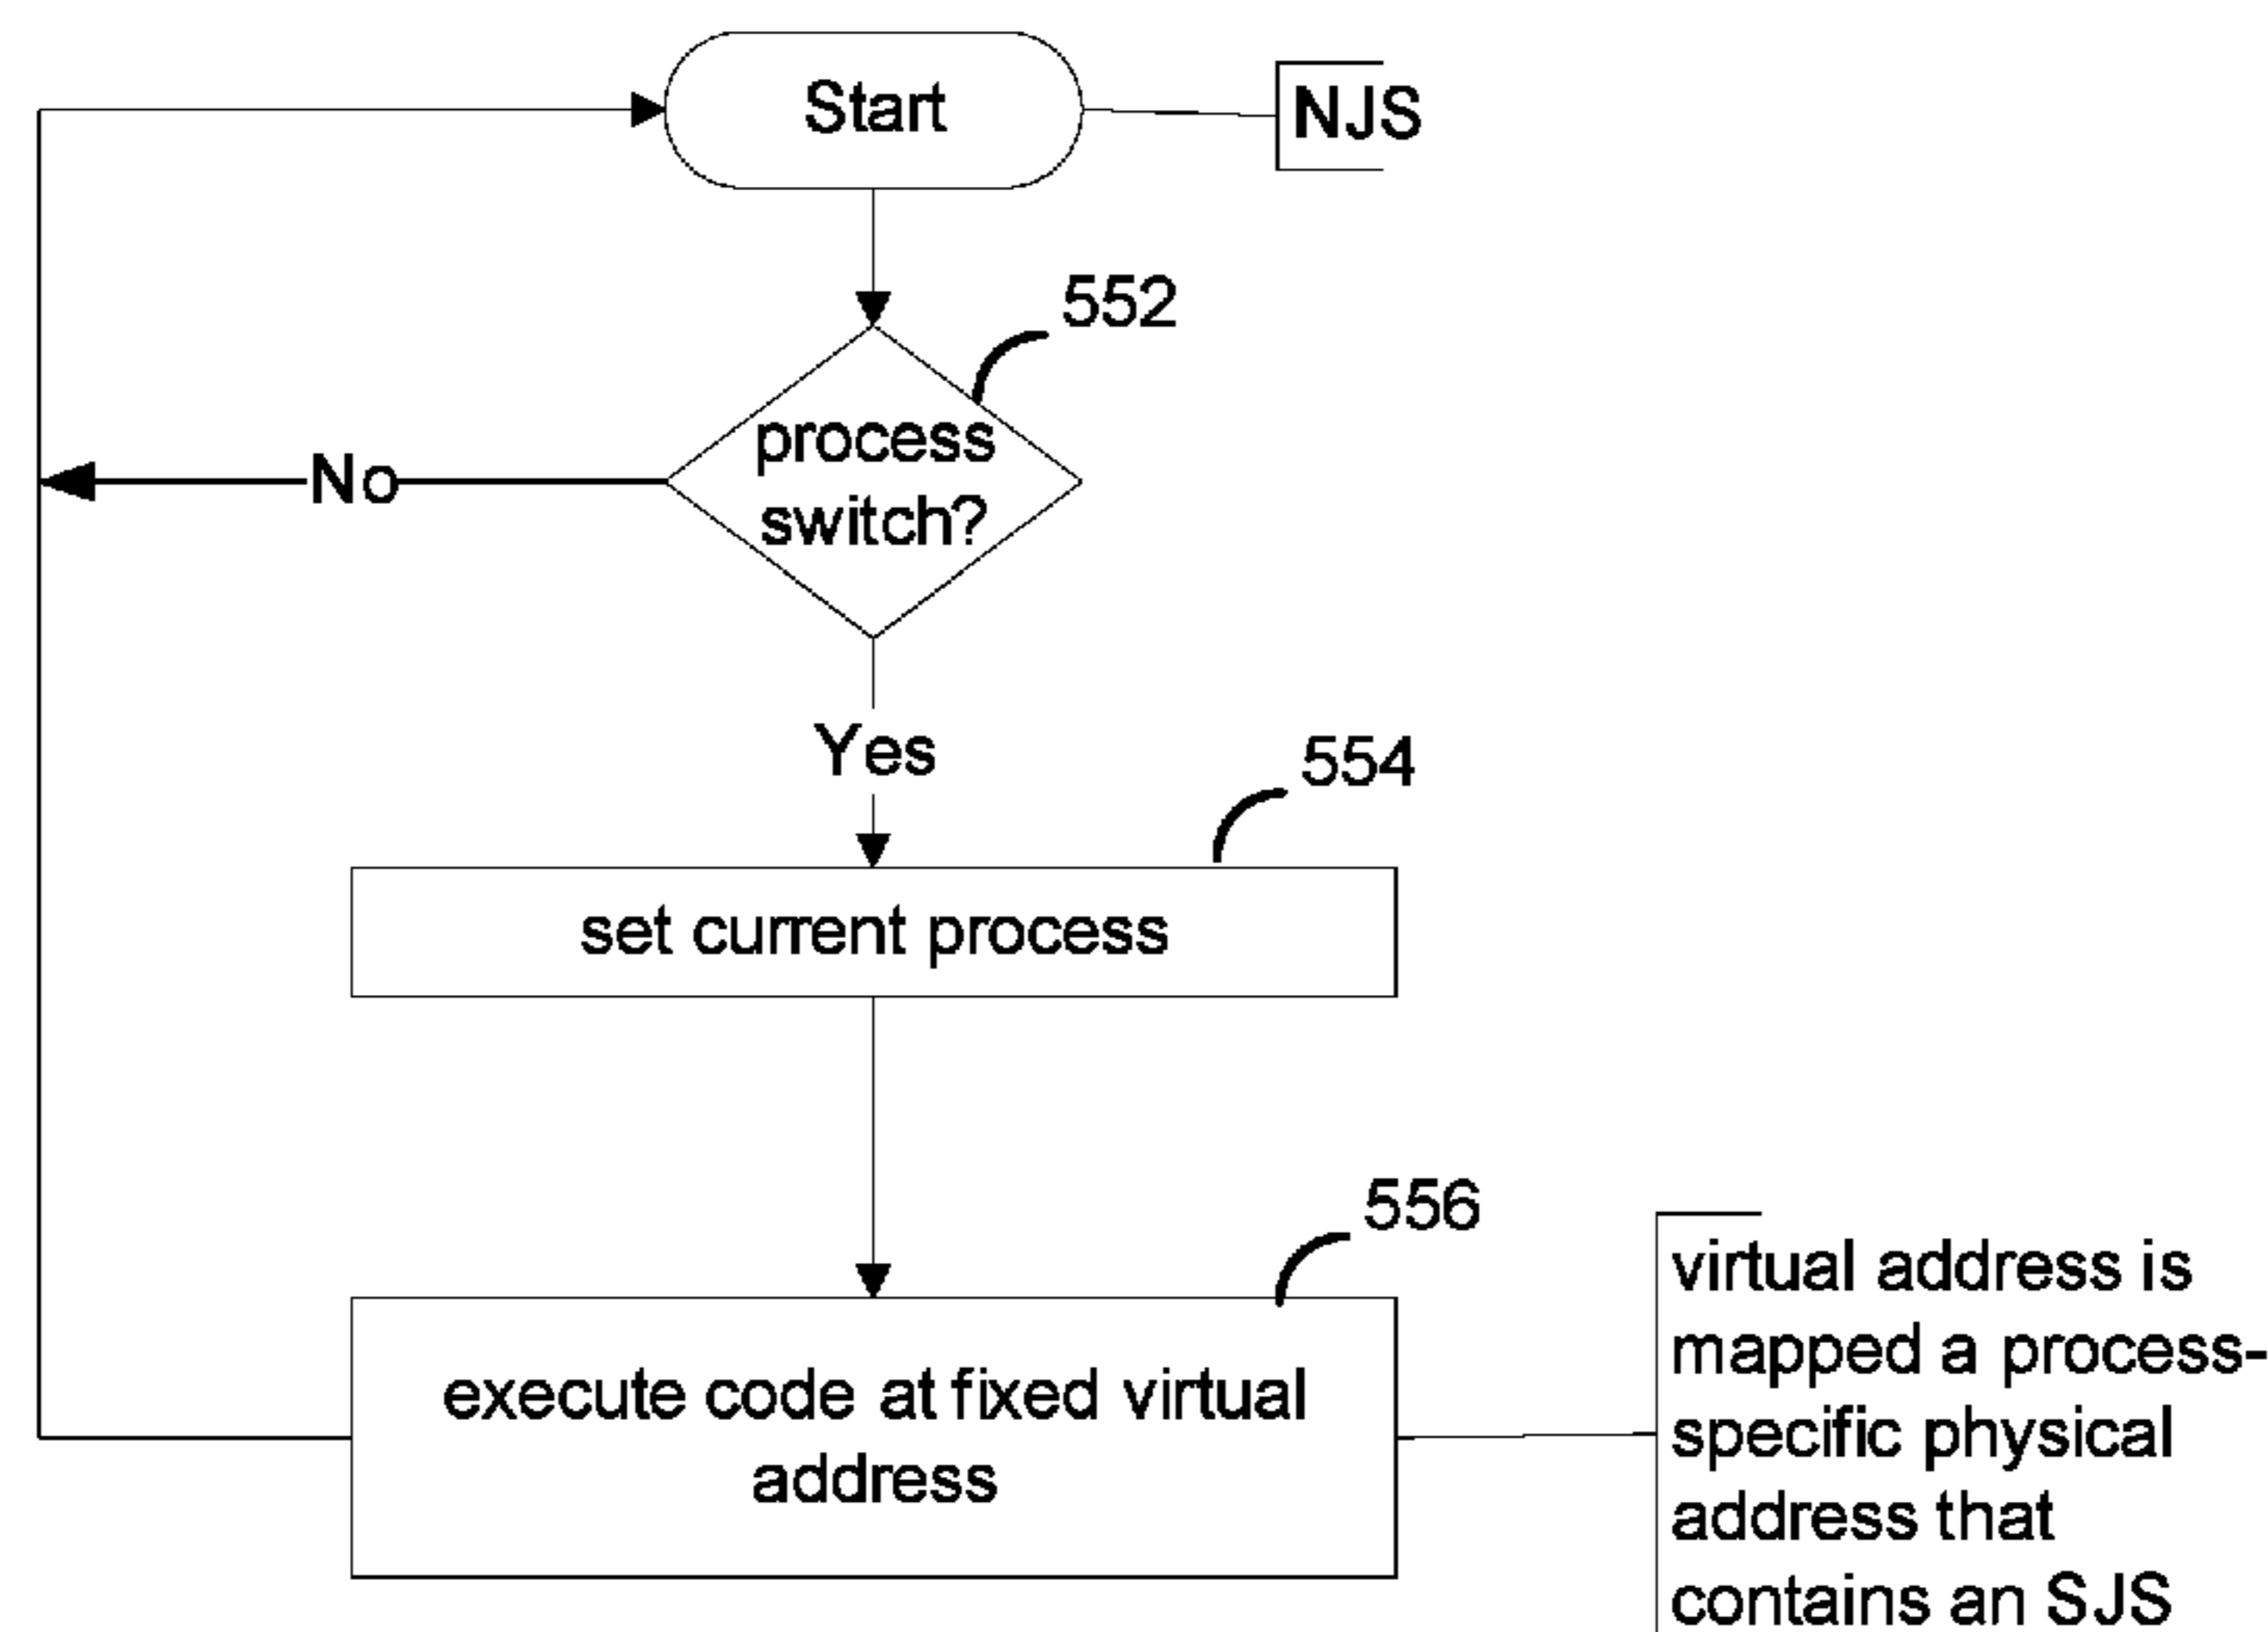 Start
NJS
552
process
switch?
No
Yes
554
set current process
556
execute code at fixed virtual
address
virtual address is
mapped a process-
specific physical
address that
contains an SJS